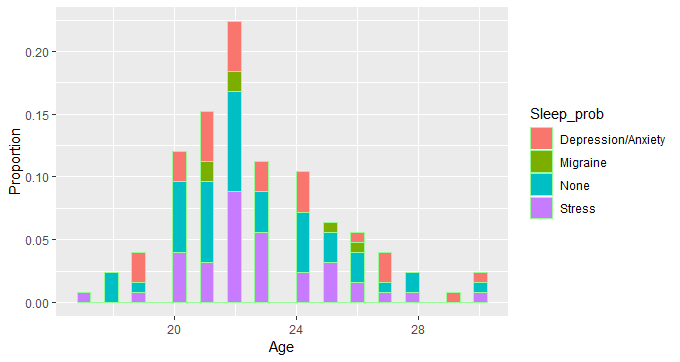 0.20
0.15
0.10
0.05
0.00
Proportion
20 24 28
Age
Sleep_prob
Depression/Anxiety
Migraine
None
Stress